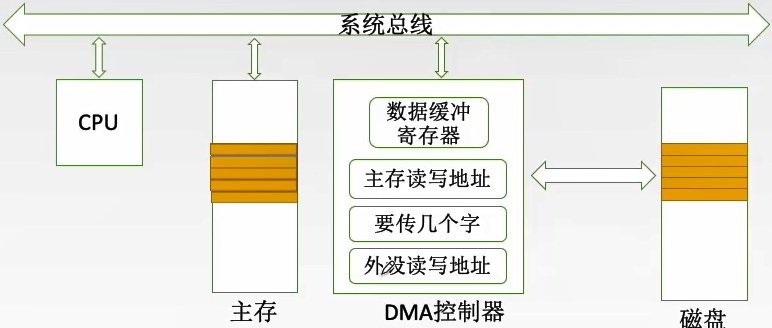 系统总线
CPU
数据缓冲
寄存器
主存读写地址
要传几个字
外设读写地址
主存
DMA控制器
磁盘